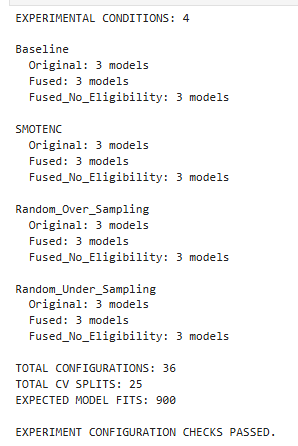 EXPERIMENTAL CONDITIONS: 4
Baseline
Original: 3 models
Fused: 3 models
Fused_No_Eligibility: 3 models
SMOTENC
Original: 3 models
Fused: 3 models
Fused_No_Eligibility: 3 models
Random_Over_Sampling
Original: 3 models
Fused: 3 models
Fused_No_Eligibility: 3 models
Random_Under_Sampling
Original: 3 models
Fused: 3 models
Fused_No_Eligibility: 3 models
TOTAL CONFIGURATIONS: 36
TOTAL CV SPLITS: 25
EXPECTED MODEL FITS: 900
EXPERIMENT CONFIGURATION CHECKS PASSED.